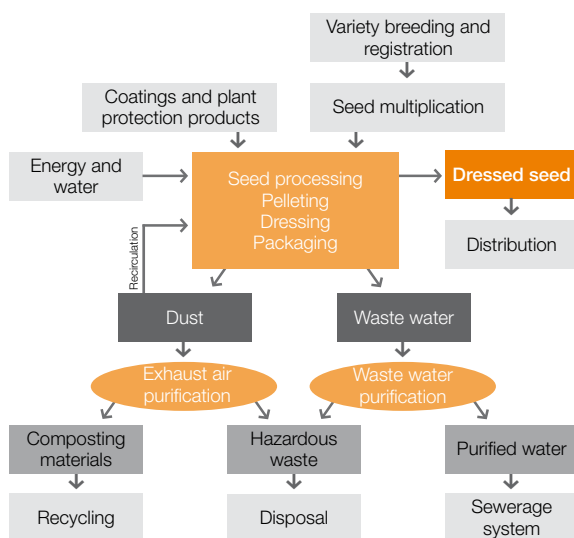 Variety breeding and
registration
Coatings and plant
protection products
Seed multiplication
Energy and
water
Seed processing
Pelleting
Dressing
Packaging
Dressed seed
Distribution
Recirculation
Dust
Waste water
Exhaust air
purification
Waste water
purification
Composting
materials
Hazardous
waste
Purified water
Recycling
Disposal
Sewerage
system